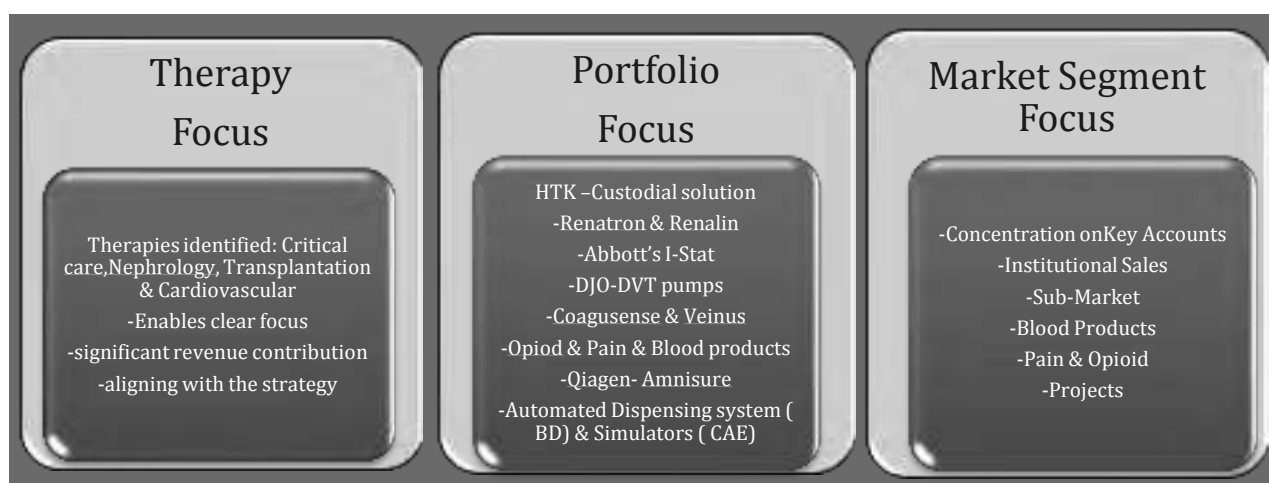 Therapy
Focus
Therapies identified: Critical
care,Nephrology, Transplantation
& Cardiovascular
-Enables clear focus
-significant revenue contribution
-aligning with the strategy
Portfolio
Focus
HTK –Custodial solution
-Renatron & Renalin
-Abbott’s I-Stat
-DJO-DVT pumps
-Coagusense & Veinus
-Opiod & Pain & Blood products
-Qiagen- Amnisure
-Automated Dispensing system (
BD) & Simulators ( CAE)
Market Segment
Focus
-Concentration onKey Accounts
-Institutional Sales
-Sub-Market
-Blood Products
-Pain & Opioid
-Projects